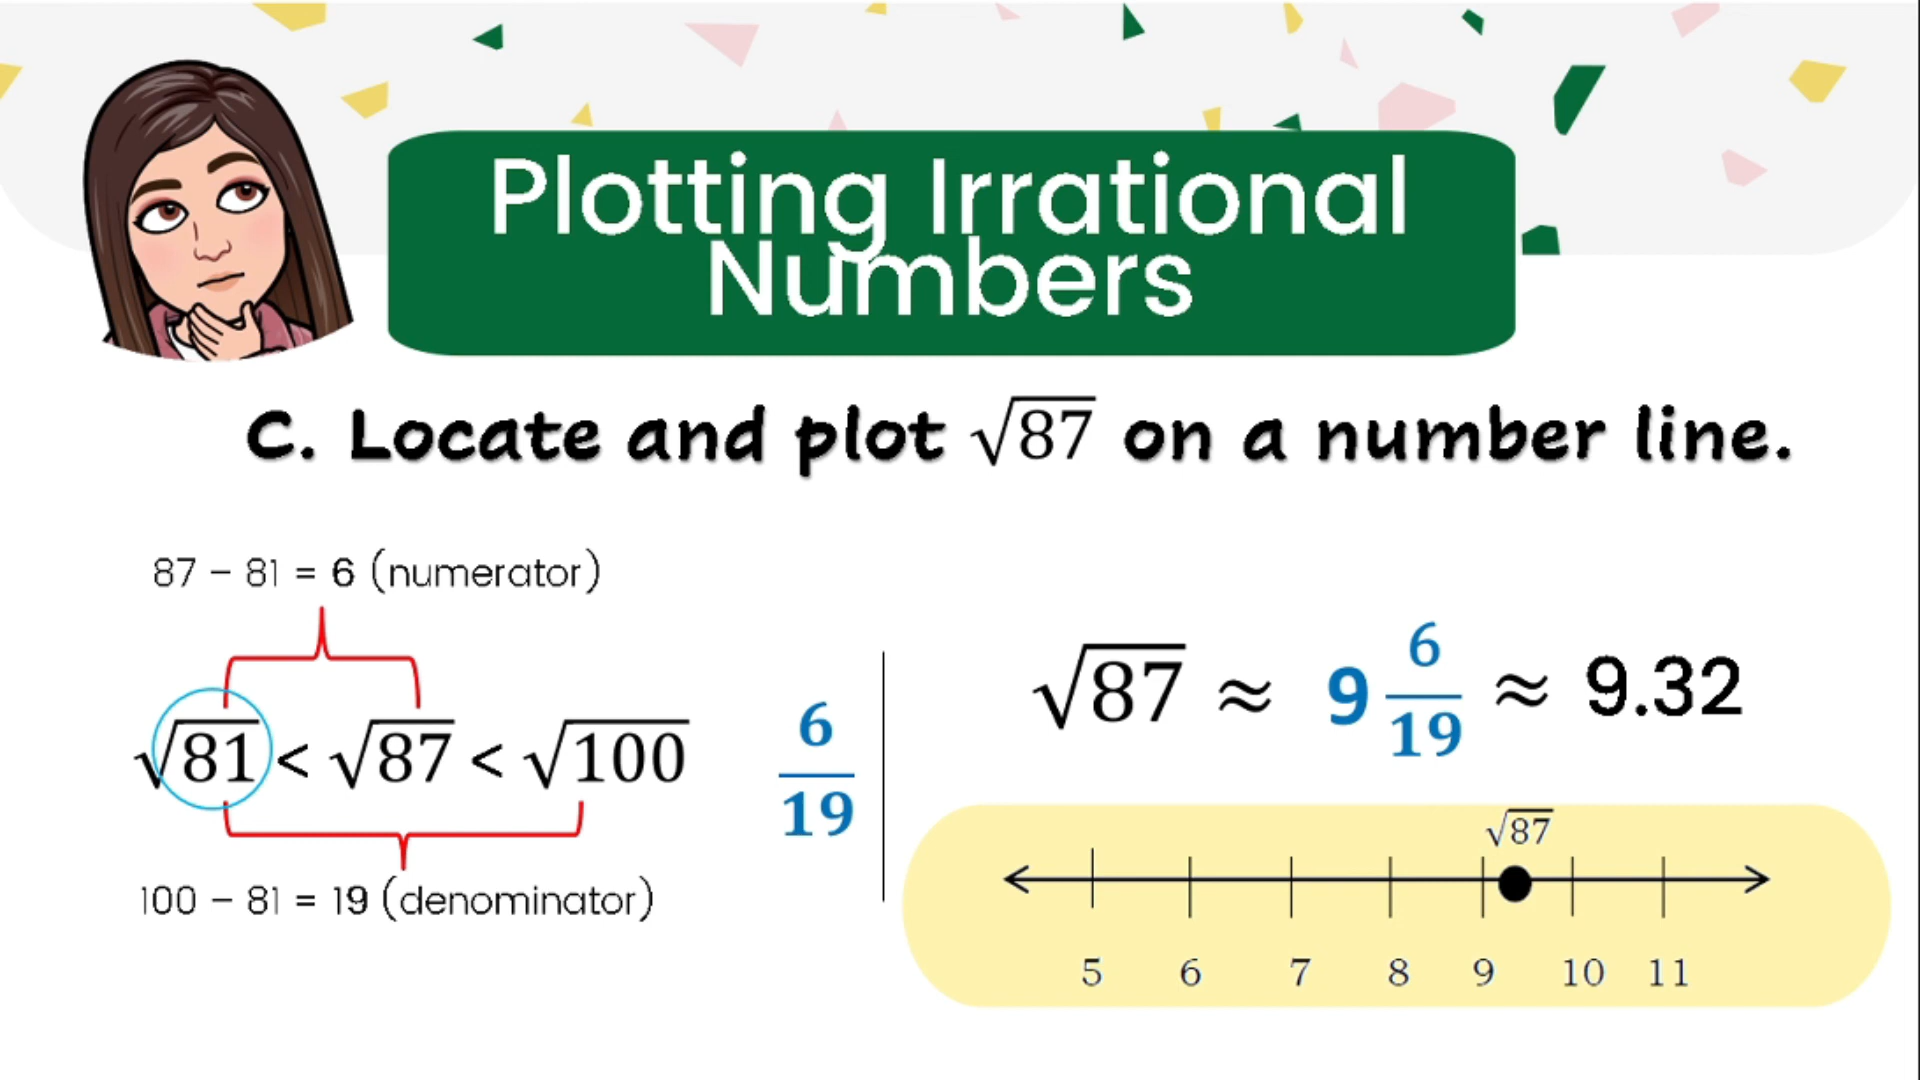 Plotting Irrational
Numbers
C. Locate and plot √87 on a number line.
87 – 81 = 6 (numerator)
√81 < √87 < √100
100 – 81 = 19 (denominator)
6
19
√87 ≈ 9 6/19 ≈ 9.32
√87
5 6 7 8 9 10 11